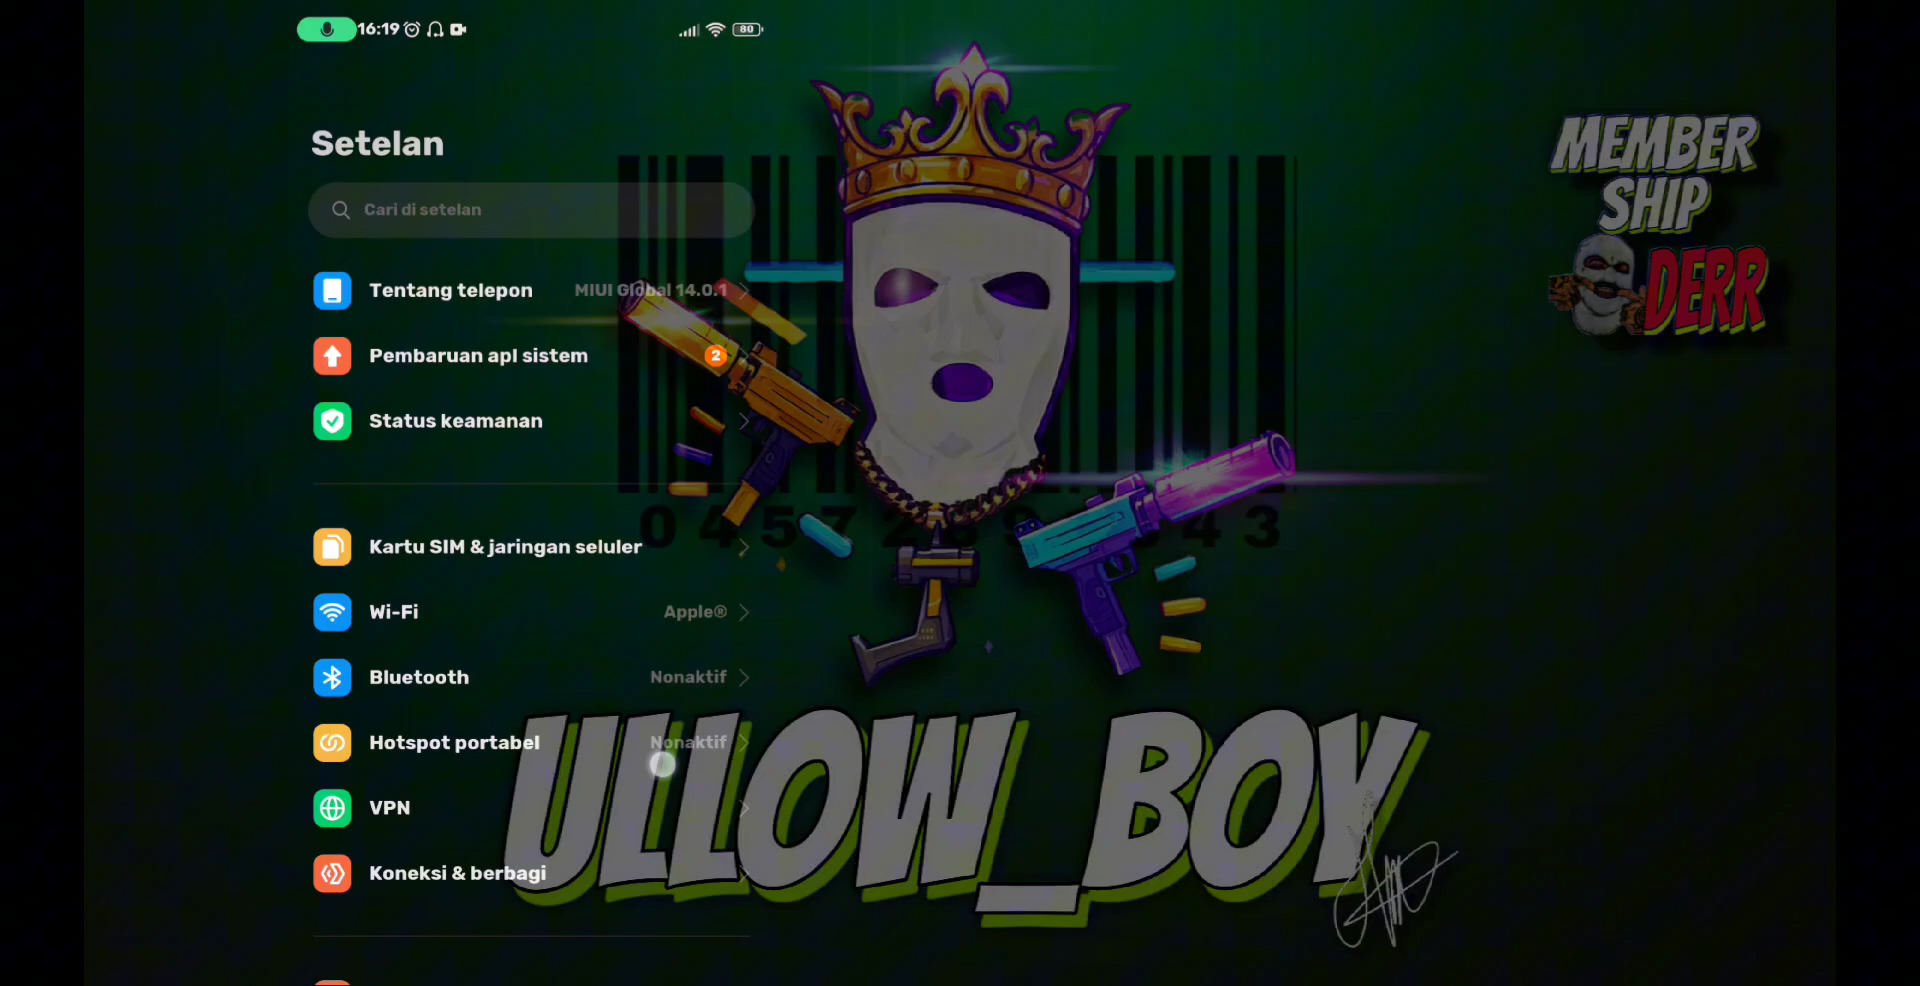 16:19
80
Setelan
Cari di setelan
Tentang telepon MIUI Global 14.0.1
Pembaruan apl sistem 2
Status keamanan
Kartu SIM & jaringan seluler
Wi-Fi Apple®
Bluetooth Nonaktif
Hotspot portabel Nonaktif
VPN
Koneksi & berbagi
MEMBER
SHIP
DERR
ULLOW_BOY